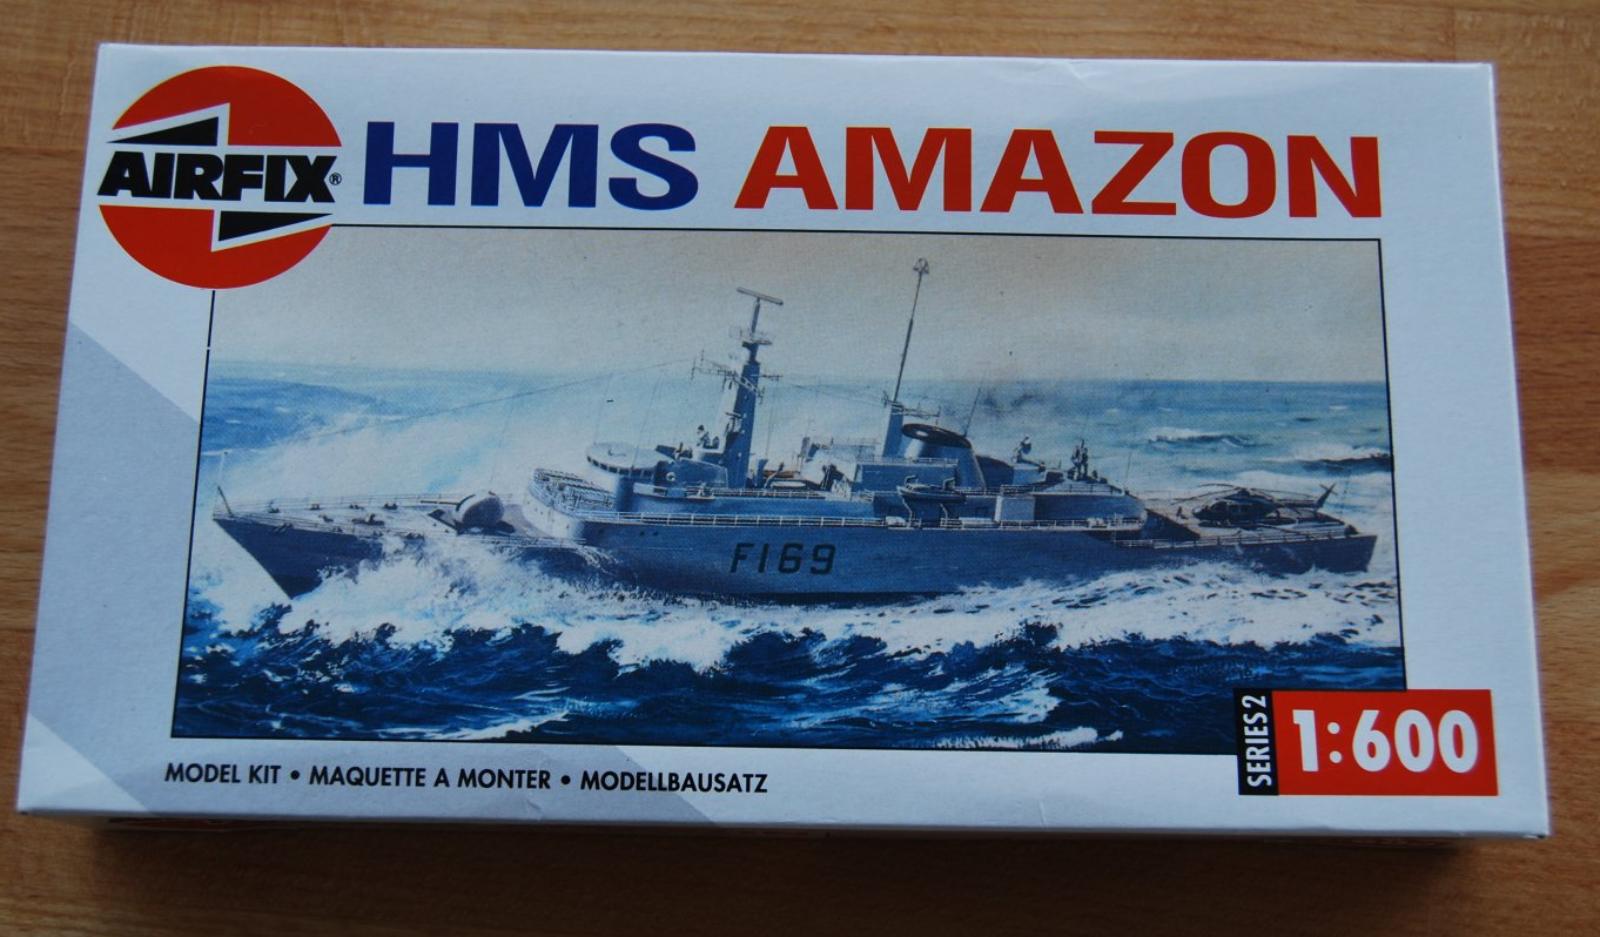 AIRFIX®
HMS AMAZON
F169
SERIES 2
1:600
MODEL KIT • MAQUETTE A MONTER • MODELLBAUSATZ